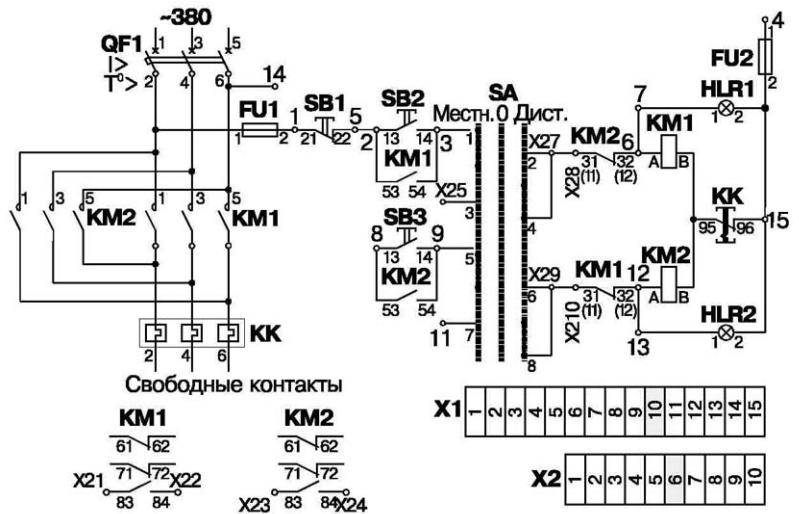 ~380
4
QF1 1 3 5
I>
T°> 2 4 6 14
FU2 2
7 HLR1
1 2
FU1 1 SB1 5 SB2 SA
Местн. 0 Дист.
1 2 21 22 2 13 14 3 1
KM1
53 54 X25 3
X27 KM2 6 KM1
2 31 32 A B
X28 (11) (12)
4
1 3 5 KM2 1 3 5 KM1
KK
95 96 15
8 SB3 9
13 14 5
KM2
53 54
11 7
X29 KM1 12 KM2
6 31 32 A B
X210 (11) (12)
8 13
HLR2
1 2
KK
2 4 6
Свободные контакты
KM1 KM2
61 62 61 62
71 72 71 72
X21 X22
83 84 83 84
X23 X24
X1 1 2 3 4 5 6 7 8 9 10 11 12 13 14 15
X2 1 2 3 4 5 6 7 8 9 10